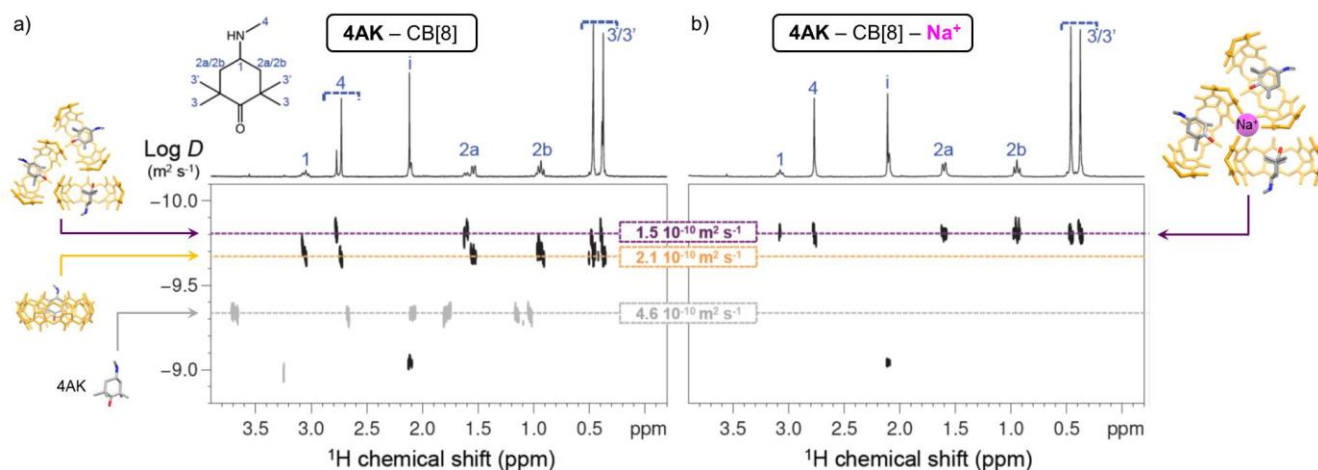 a)
4AK – CB[8]
HN
4
2a/2b
1
2a/2b
3'
3'
3
3
O
1
4
i
2a
2b
3/3'
Log D
(m² s⁻¹)
−10.0
−9.5
−9.0
4AK
3.5 3.0 2.5 2.0 1.5 1.0 0.5 ppm
¹H chemical shift (ppm)
1.5 10⁻¹⁰ m² s⁻¹
2.1 10⁻¹⁰ m² s⁻¹
4.6 10⁻¹⁰ m² s⁻¹
b)
4AK – CB[8] – Na⁺
1
4
i
2a
2b
3/3'
Na⁺
3.5 3.0 2.5 2.0 1.5 1.0 0.5 ppm
¹H chemical shift (ppm)